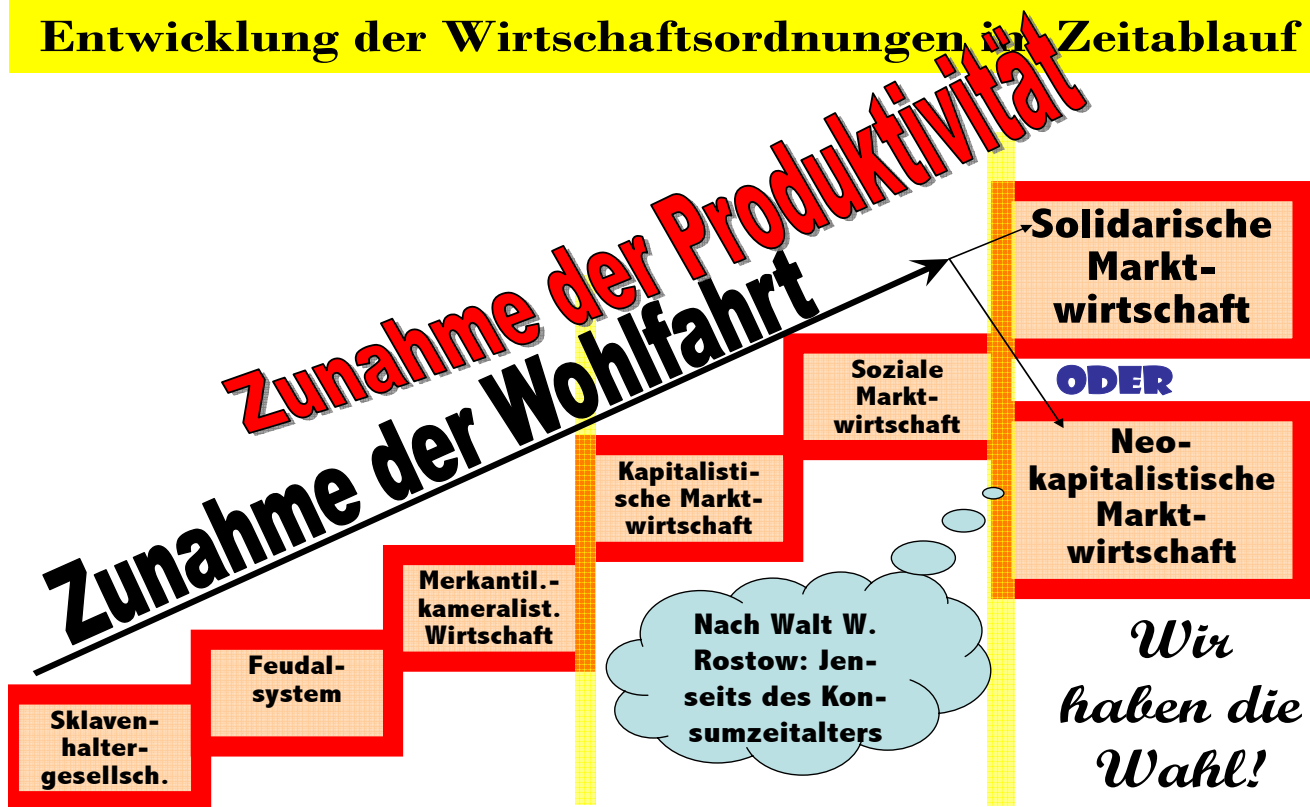 Entwicklung der Wirtschaftsordnungen im Zeitablauf
Zunahme der Produktivität
Zunahme der Wohlfahrt
Sklaven-
halter-
gesellsch.
Feudal-
system
Merkantil.-
kameralist.
Wirtschaft
Kapitalisti-
sche Markt-
wirtschaft
Soziale
Markt-
wirtschaft
Solidarische
Markt-
wirtschaft
ODER
Neo-
kapitalistische
Markt-
wirtschaft
Nach Walt W.
Rostow: Jen-
seits des Kon-
sumzeitalters
Wir
haben die
Wahl!